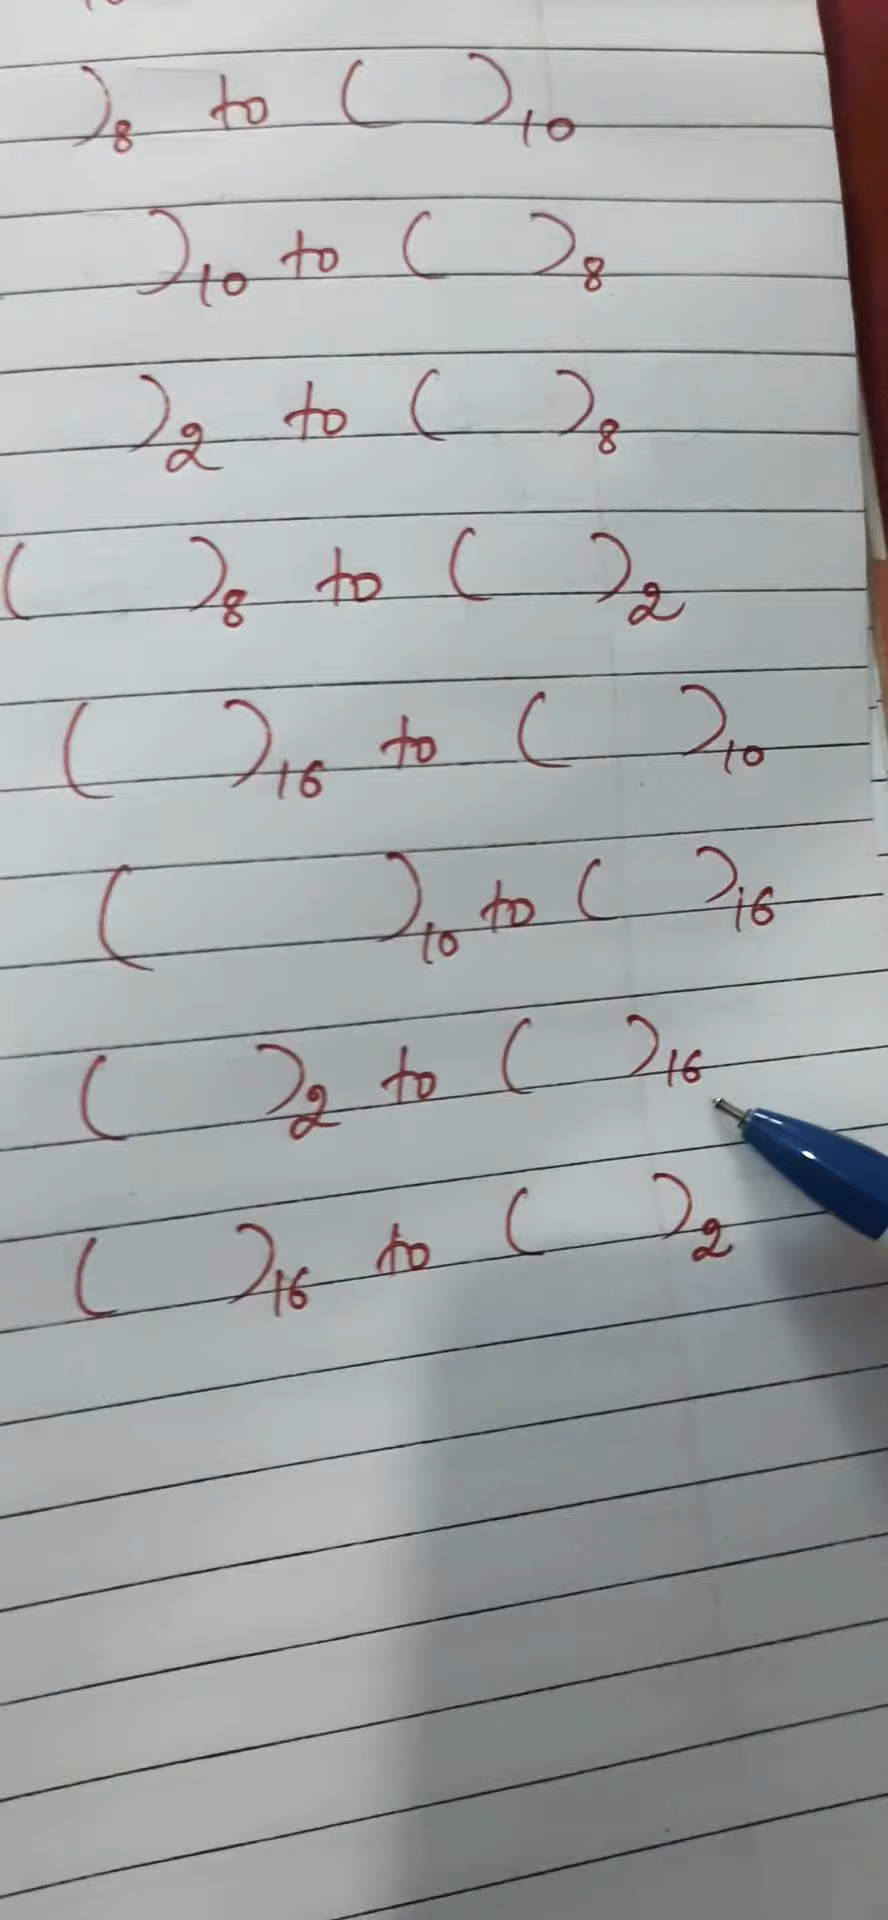 )₈ to (  )₁₀
)₁₀ to (  )₈
)₂ to (  )₈
(  )₈ to (  )₂
(  )₁₆ to (  )₁₀
(  )₁₀ to (  )₁₆
(  )₂ to (  )₁₆
(  )₁₆ to (  )₂